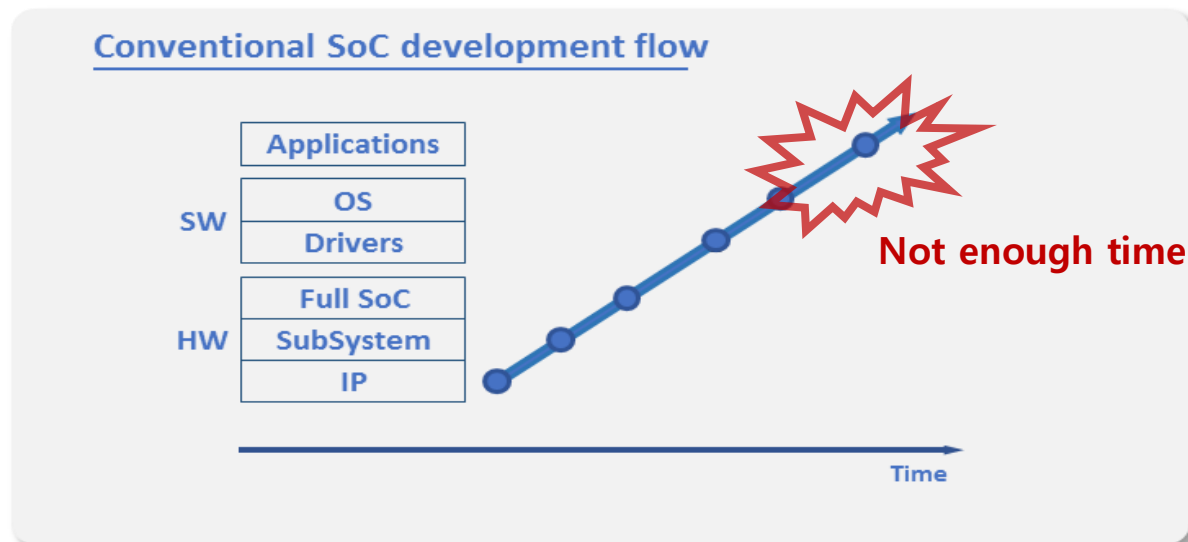 Conventional SoC development flow
Applications
SW
OS
Drivers
Not enough time
HW
Full SoC
SubSystem
IP
Time